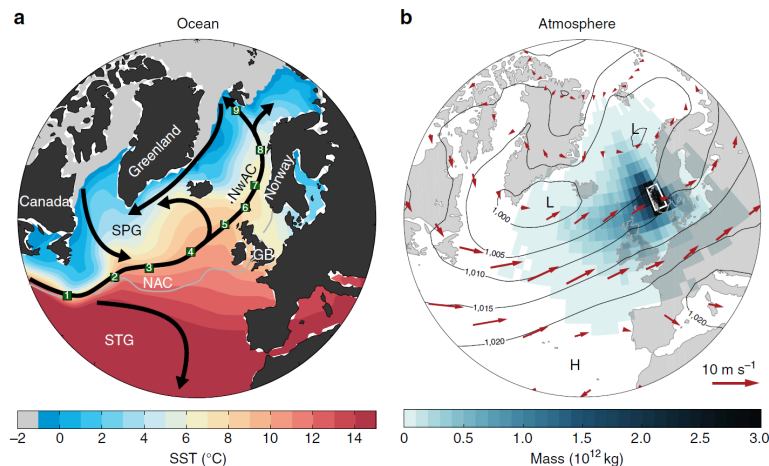 a
Ocean
Canada
Greenland
SPG
NAC
NwAC
Norway
GB
STG
1
2
3
4
5
6
7
8
9
−2 0 2 4 6 8 10 12 14
SST (°C)
b
Atmosphere
L
L
1,000
1,005
1,010
1,015
1,020
1,020
H
10 m s⁻¹
0 0.5 1.0 1.5 2.0 2.5 3.0
Mass (10¹² kg)